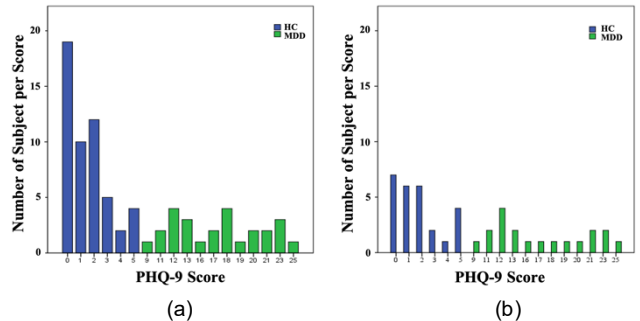 Number of Subject per Score
20
15
10
5
0
HC
MDD
0 1 2 3 4 5 9 11 12 13 16 17 18 19 20 21 23 25
PHQ-9 Score
(a)
Number of Subject per Score
20
15
10
5
0
HC
MDD
0 1 2 3 4 5 9 11 12 13 16 17 18 19 20 21 23 25
PHQ-9 Score
(b)